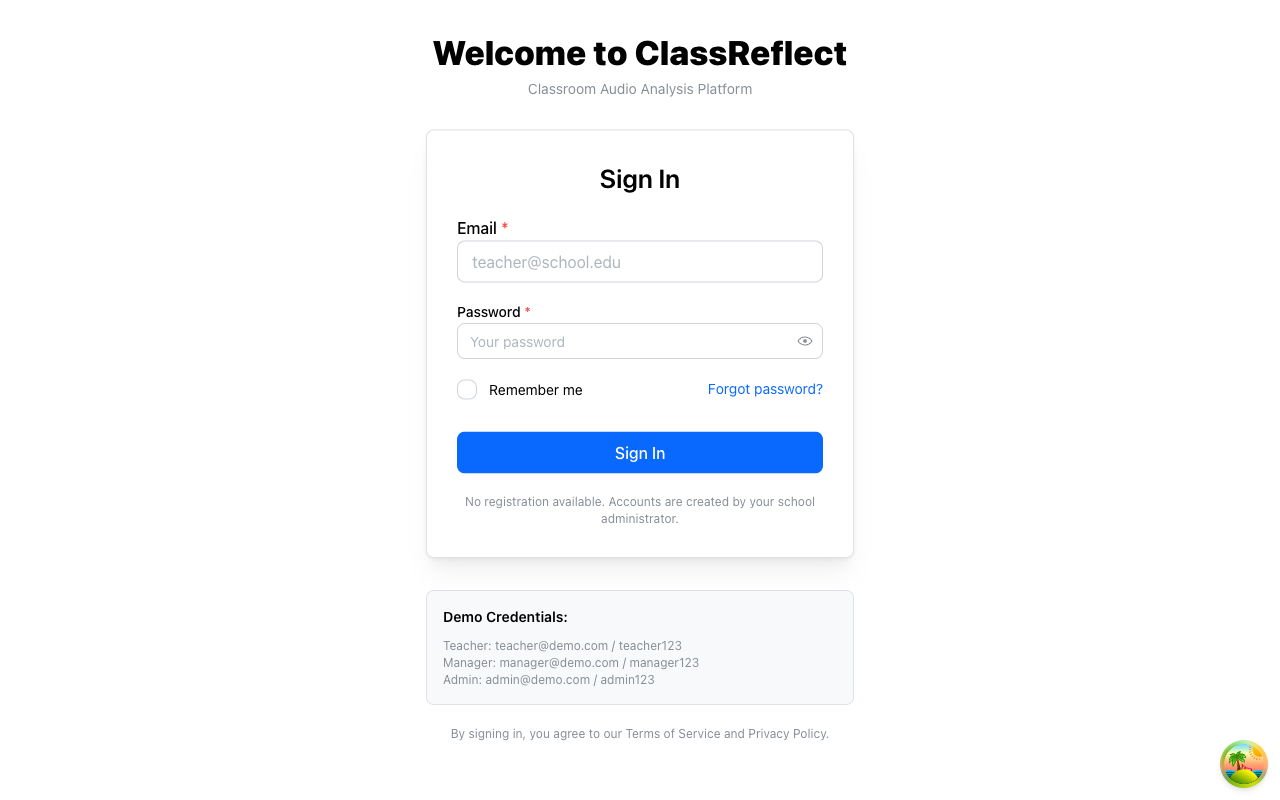 Welcome to ClassReflect
Classroom Audio Analysis Platform
Sign In
Email *
teacher@school.edu
Password *
Your password
Remember me
Forgot password?
Sign In
No registration available. Accounts are created by your school
administrator.
Demo Credentials:
Teacher: teacher@demo.com / teacher123
Manager: manager@demo.com / manager123
Admin: admin@demo.com / admin123
By signing in, you agree to our Terms of Service and Privacy Policy.